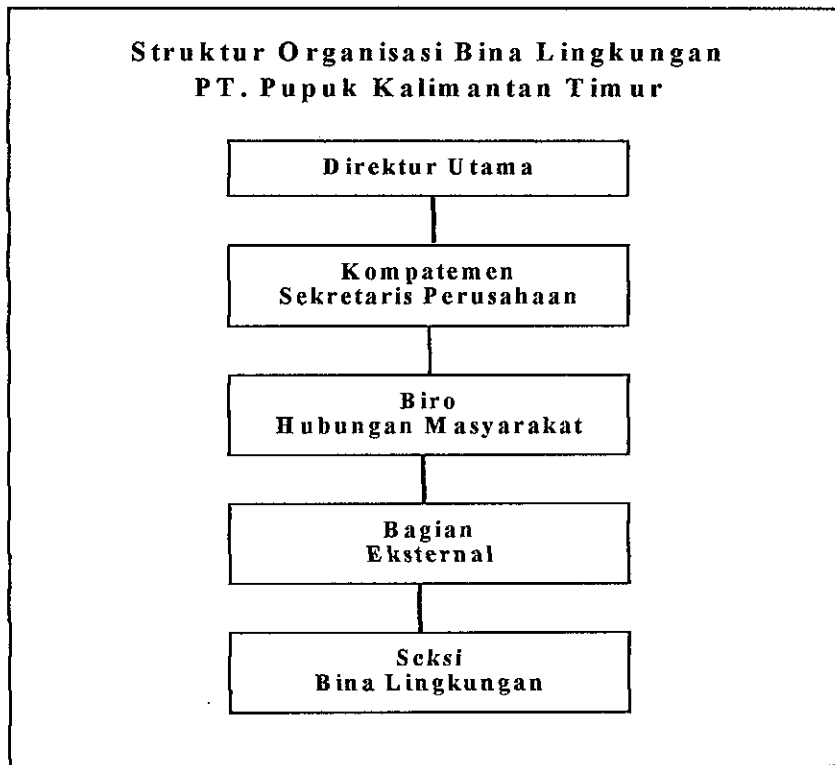 Struktur Organisasi Bina Lingkungan
PT. Pupuk Kalimantan Timur
Direktur Utama
Kompatemen
Sekretaris Perusahaan
Biro
Hubungan Masyarakat
Bagian
Eksternal
Seksi
Bina Lingkungan